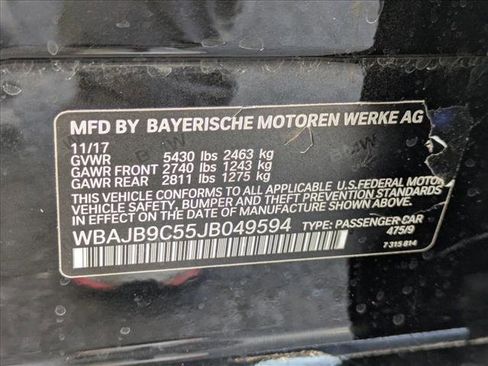 MFD BY BAYERISCHE MOTOREN WERKE AG
11/17
GVWR 5430 lbs 2463 kg
GAWR FRONT 2740 lbs 1243 kg
GAWR REAR 2811 lbs 1275 kg
THIS VEHICLE CONFORMS TO ALL APPLICABLE U.S.FEDERAL MOTOR
VEHICLE SAFETY, BUMPER, AND THEFT PREVENTION STANDARDS
IN EFFECT ON THE DATE OF MANUFACTURE SHOWN ABOVE.
WBAJB9C55JB049594 TYPE: PASSENGER CAR
475/9
7 315 814